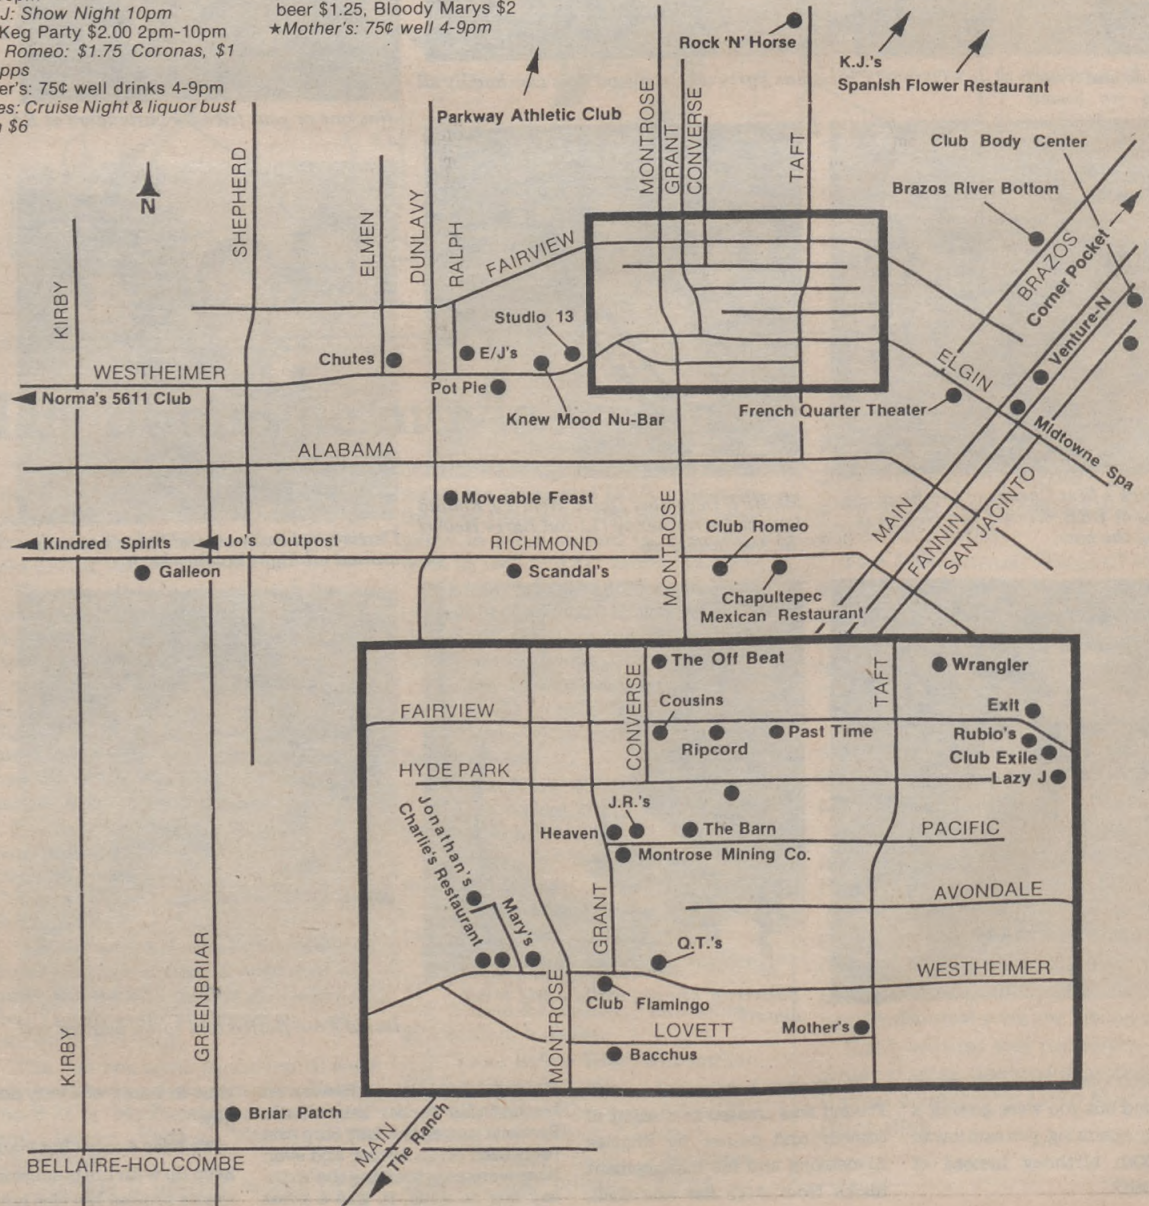 J: Show Night 10pm
Keg Party $2.00 2pm-10pm
Romeo: $1.75 Coronas, $1
er's: 75¢ well drinks 4-9pm
es: Cruise Night & liquor bust
$6
beer $1.25, Bloody Marys $2
★Mother's: 75¢ well 4-9pm
Rock 'N' Horse
K.J.'s
Spanish Flower Restaurant
Parkway Athletic Club
Club Body Center
Brazos River Bottom
N
KIRBY
SHEPHERD
ELMEN
DUNLAVY
RALPH
FAIRVIEW
MONTROSE
GRANT
CONVERSE
TAFT
BRAZOS
Corner Pocket
Venture-N
Studio 13
Chutes
E/J's
WESTHEIMER
Pot Pie
Norma's 5611 Club
Knew Mood Nu-Bar
French Quarter Theater
ELGIN
Midtowne Spa
ALABAMA
Moveable Feast
MONTROSE
MAIN
FANNIN
SAN JACINTO
Kindred Spirits
Jo's Outpost
RICHMOND
Club Romeo
Galleon
Scandal's
Chapultepec
Mexican Restaurant
The Off Beat
CONVERSE
TAFT
Wrangler
Cousins
Exit
FAIRVIEW
Ripcord
Past Time
Rubio's
Club Exile
HYDE PARK
Lazy J
J.R.'s
Heaven
The Barn
PACIFIC
Montrose Mining Co.
Jonathan's
Charlie's Restaurant
Mary's
GRANT
AVONDALE
Q.T.'s
WESTHEIMER
Club Flamingo
MONTROSE
LOVETT
Mother's
Bacchus
GREENBRIAR
KIRBY
Briar Patch
BELLAIRE-HOLCOMBE
MAIN
The Ranch